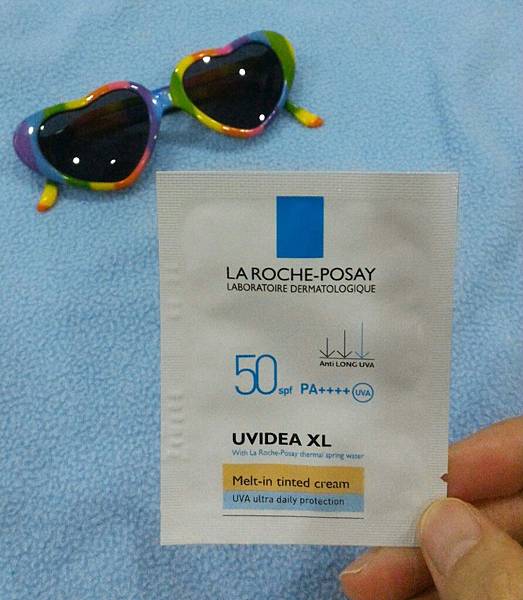 LA ROCHE-POSAY
LABORATOIRE DERMATOLOGIQUE
Anti LONG UVA
50 spf PA++++ UVA
UVIDEA XL
With La Roche-Posay thermal spring water
Melt-in tinted cream
UVA ultra daily protection